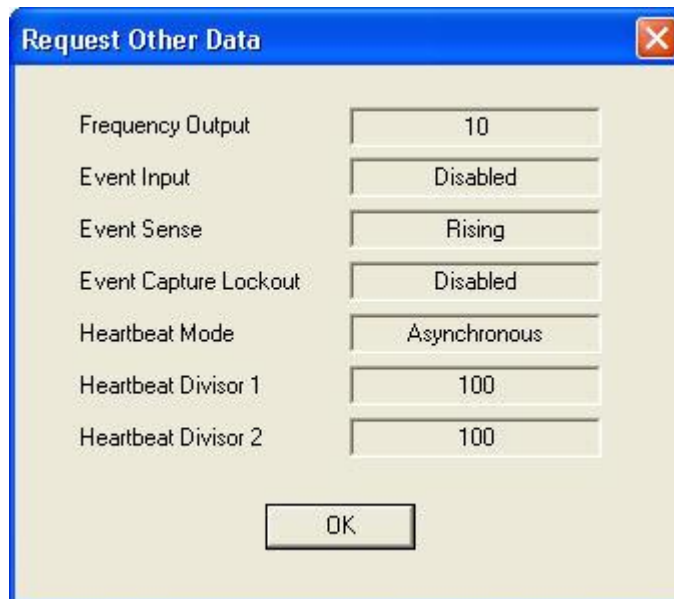 Request Other Data
Frequency Output 10
Event Input Disabled
Event Sense Rising
Event Capture Lockout Disabled
Heartbeat Mode Asynchronous
Heartbeat Divisor 1 100
Heartbeat Divisor 2 100
OK